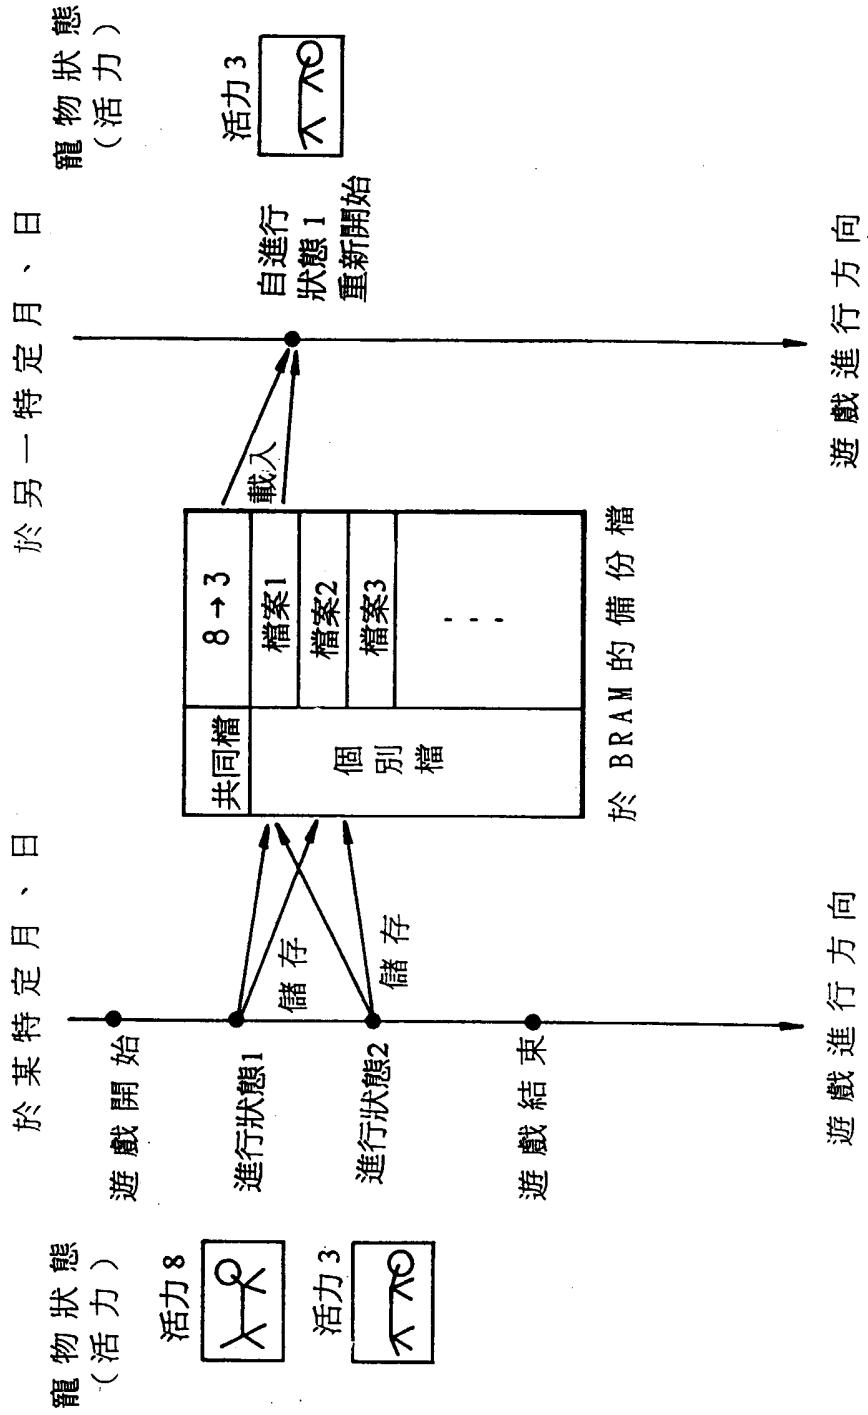 寵物狀態
（活力）
活力 8
活力 3
於某特定月、日
遊戲開始
進行狀態1
進行狀態2
遊戲結束
儲存
儲存
遊戲進行方向
共同檔
8→3
個別檔
檔案1
檔案2
檔案3
⋮
於 BRAM 的備份檔
載入
於另一特定月、日
自進行
狀態 1
重新開始
遊戲進行方向
寵物狀態
（活力）
活力 3